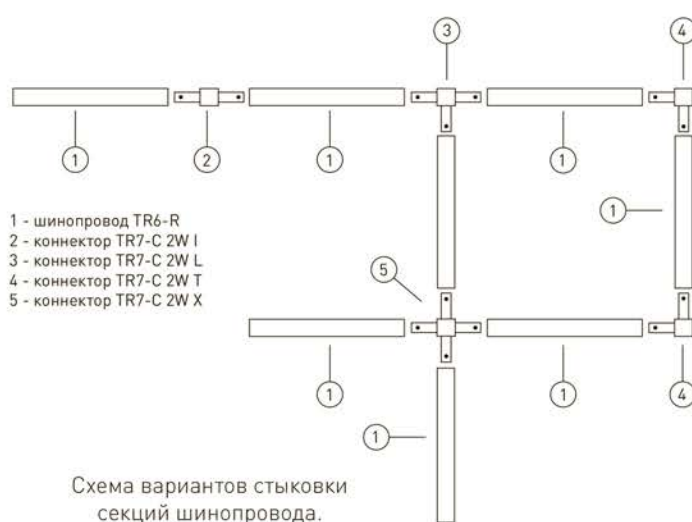 3
4
1
2
1
1
1
1 - шинопровод TR6-R
2 - коннектор TR7-C 2W I
3 - коннектор TR7-C 2W L
4 - коннектор TR7-C 2W T
5 - коннектор TR7-C 2W X
5
1
1
4
1
Схема вариантов стыковки
секций шинопровода.